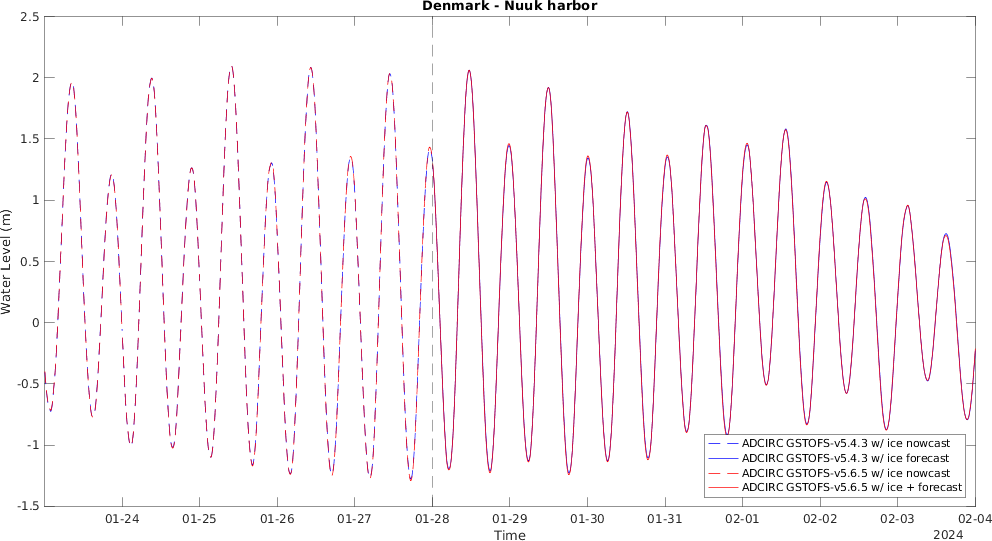 Denmark - Nuuk harbor
2.5
2
1.5
1
0.5
0
-0.5
-1
-1.5
Water Level (m)
01-24 01-25 01-26 01-27 01-28 01-29 01-30 01-31 02-01 02-02 02-03 02-04
Time
2024
ADCIRC GSTOFS-v5.4.3 w/ ice nowcast
ADCIRC GSTOFS-v5.4.3 w/ ice forecast
ADCIRC GSTOFS-v5.6.5 w/ ice nowcast
ADCIRC GSTOFS-v5.6.5 w/ ice + forecast